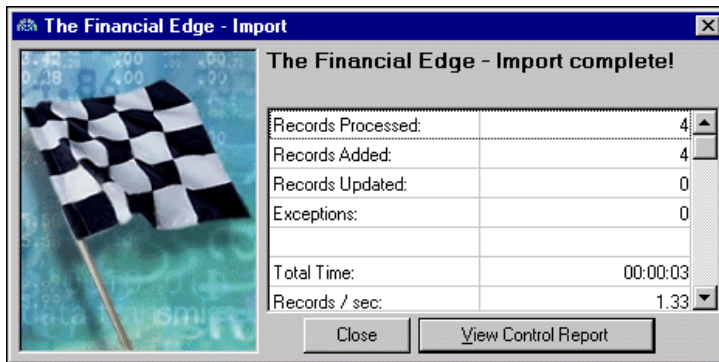 The Financial Edge - Import
The Financial Edge - Import complete!
Records Processed: 4
Records Added: 4
Records Updated: 0
Exceptions: 0
Total Time: 00:00:03
Records / sec: 1.33
Close
View Control Report